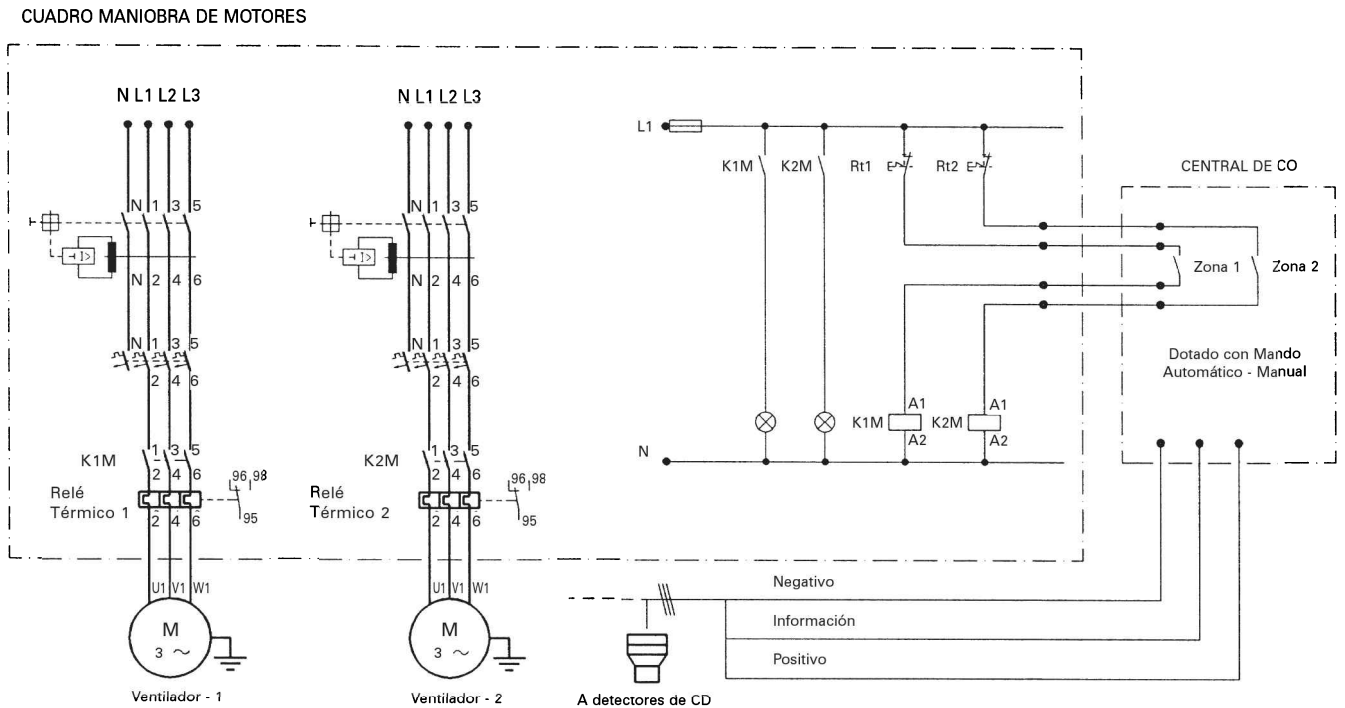 CUADRO MANIOBRA DE MOTORES
N L1 L2 L3
N L1 L2 L3
L1
K1M
K2M
Rt1
Rt2
CENTRAL DE CO
N 1 3 5
N 1 3 5
I>
I>
N 2 4 6
N 2 4 6
Zona 1
Zona 2
N 1 3 5
N 1 3 5
2 4 6
2 4 6
Dotado con Mando
Automático - Manual
K1M
A1
A2
K2M
A1
A2
N
K1M
1 3 5
2 4 6
K2M
1 3 5
2 4 6
Relé
Térmico 1
2 4 6
96 98
95
Relé
Térmico 2
2 4 6
96 98
95
U1 V1 W1
U1 V1 W1
M
3 ~
M
3 ~
Ventilador - 1
Ventilador - 2
Negativo
Información
Positivo
A detectores de CD